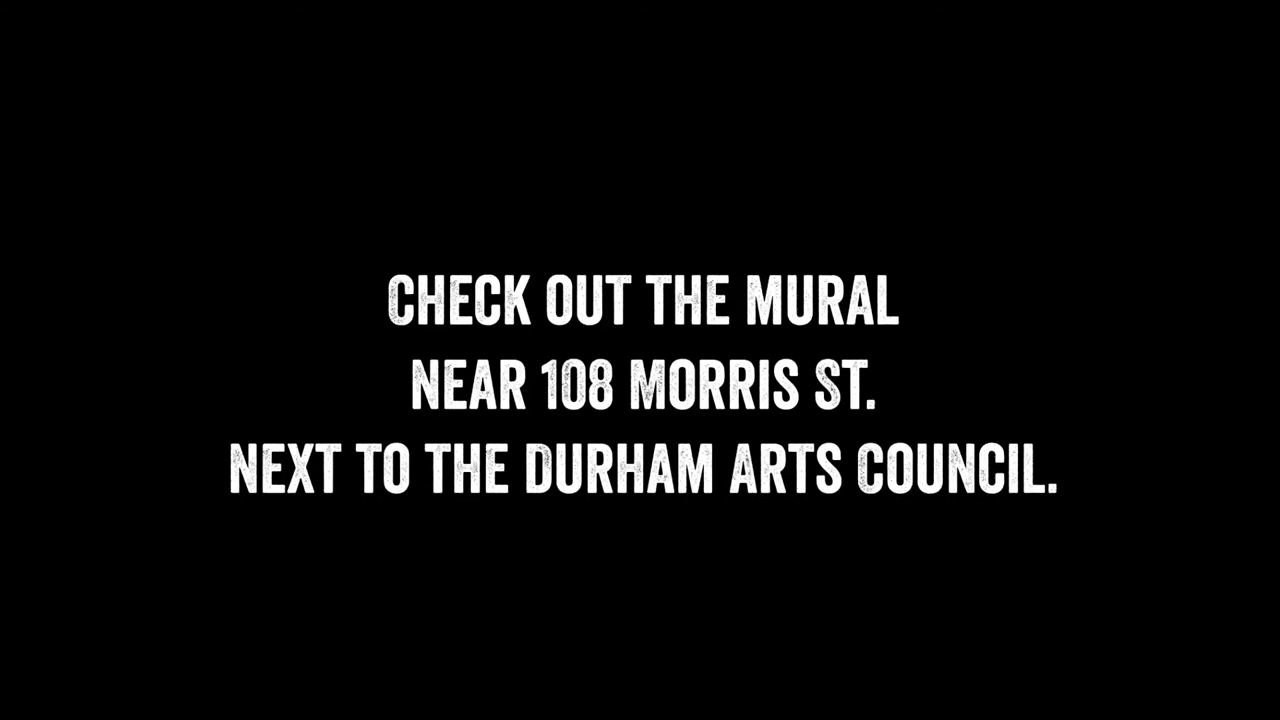 CHECK OUT THE MURAL
NEAR 108 MORRIS ST.
NEXT TO THE DURHAM ARTS COUNCIL.